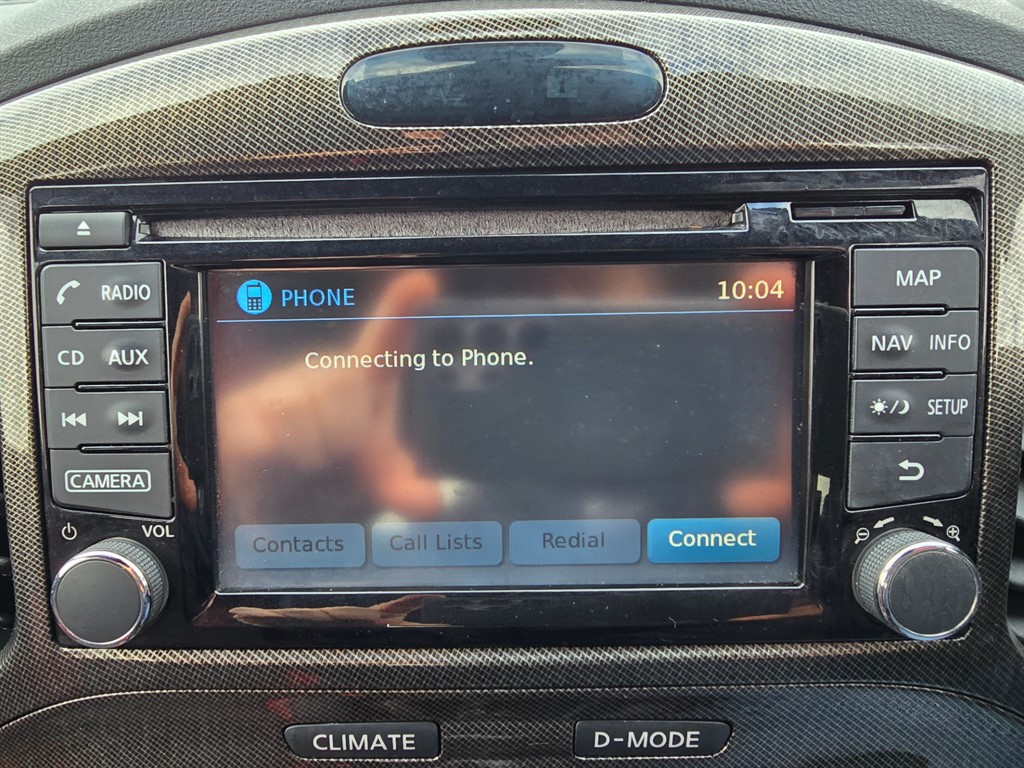 PHONE
10:04
Connecting to Phone.
Contacts
Call Lists
Redial
Connect
RADIO
CD
AUX
CAMERA
VOL
MAP
NAV
INFO
SETUP
CLIMATE
D-MODE